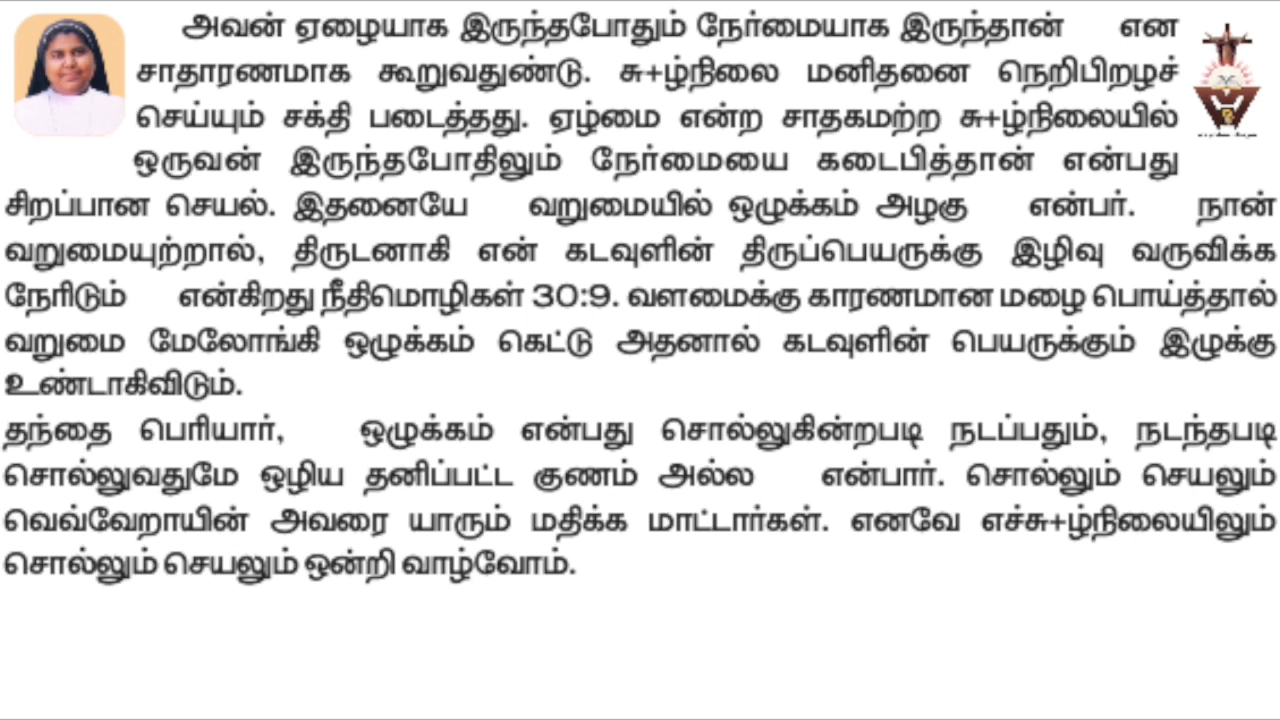 அவன் ஏழையாக இருந்தபோதும் நேர்மையாக இருந்தான் என
சாதாரணமாக கூறுவதுண்டு. சு+ழ்நிலை மனிதனை நெறிபிறழச்
செய்யும் சக்தி படைத்தது. ஏழ்மை என்ற சாதகமற்ற சு+ழ்நிலையில்
ஒருவன் இருந்தபோதிலும் நேர்மையை கடைபித்தான் என்பது
சிறப்பான செயல். இதனையே வறுமையில் ஒழுக்கம் அழகு என்பர். நான்
வறுமையுற்றால், திருடனாகி என் கடவுளின் திருப்பெயருக்கு இழிவு வருவிக்க
நேரிடும் என்கிறது நீதிமொழிகள் 30:9. வளமைக்கு காரணமான மழை பொய்த்தால்
வறுமை மேலோங்கி ஒழுக்கம் கெட்டு அதனால் கடவுளின் பெயருக்கும் இழுக்கு
உண்டாகிவிடும்.
தந்தை பெரியார், ஒழுக்கம் என்பது சொல்லுகின்றபடி நடப்பதும், நடந்தபடி
சொல்லுவதுமே ஒழிய தனிப்பட்ட குணம் அல்ல என்பார். சொல்லும் செயலும்
வெவ்வேறாயின் அவரை யாரும் மதிக்க மாட்டார்கள். எனவே எச்சு+ழ்நிலையிலும்
சொல்லும் செயலும் ஒன்றி வாழ்வோம்.